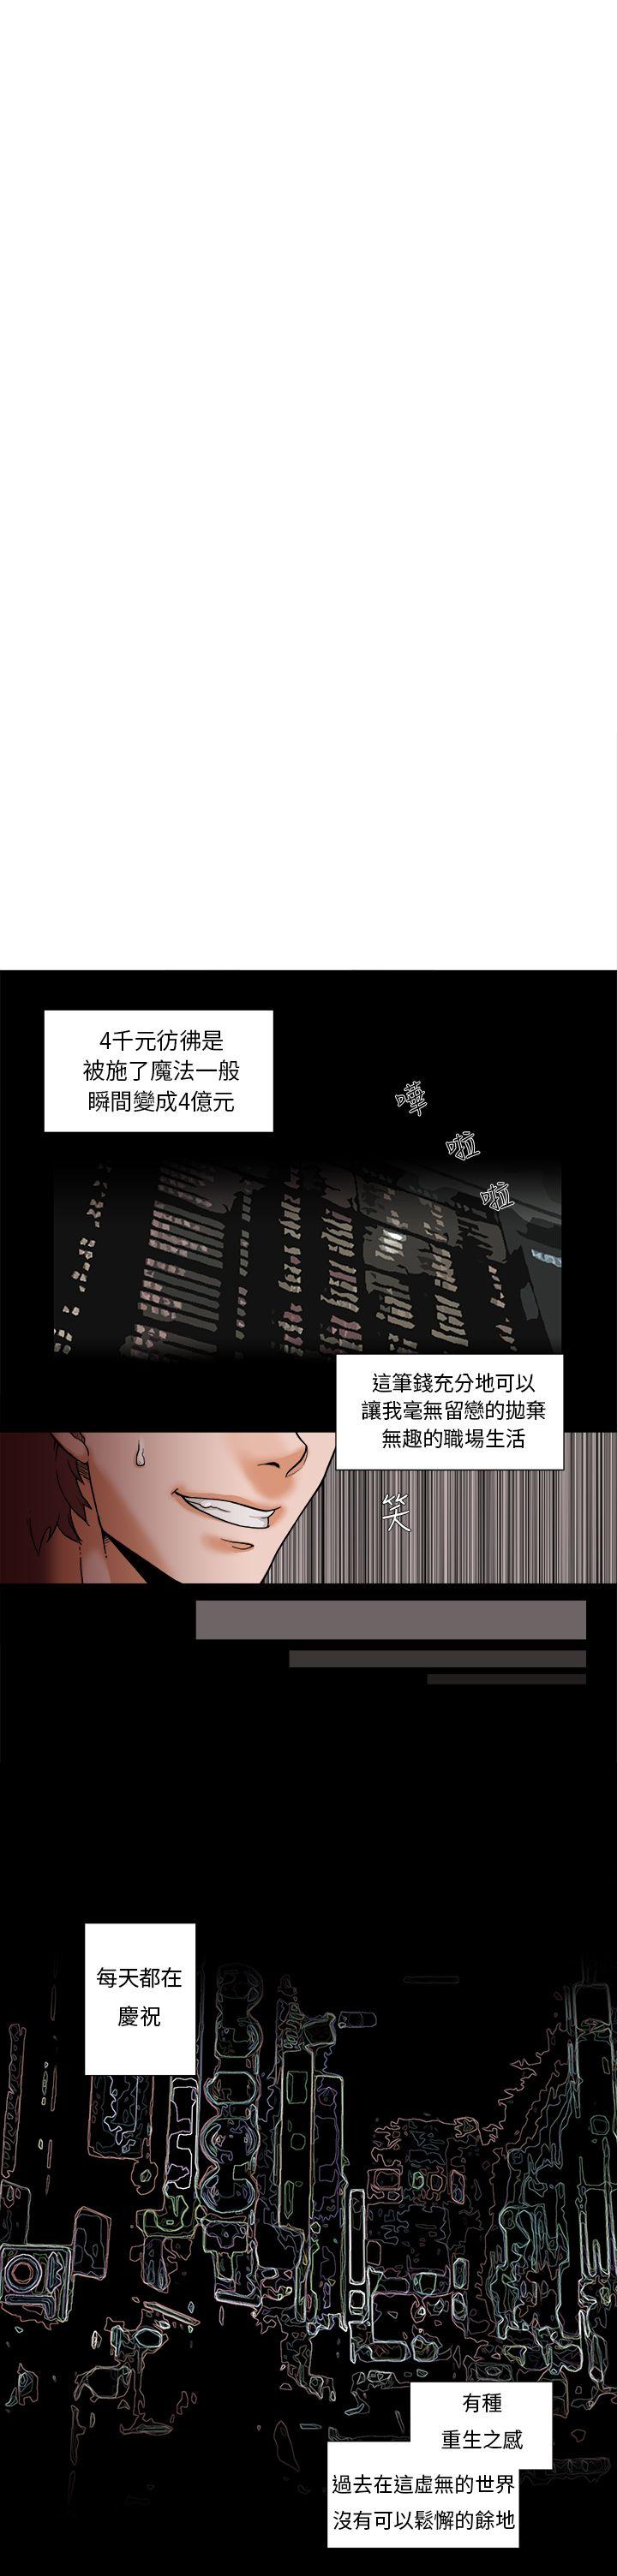 4千元彷彿是
被施了魔法一般
瞬間變成4億元
嘩
啦
啦
這筆錢充分地可以
讓我毫無留戀的拋棄
無趣的職場生活
笑
每天都在
慶祝
有種
重生之感
過去在這虛無的世界
沒有可以鬆懈的餘地